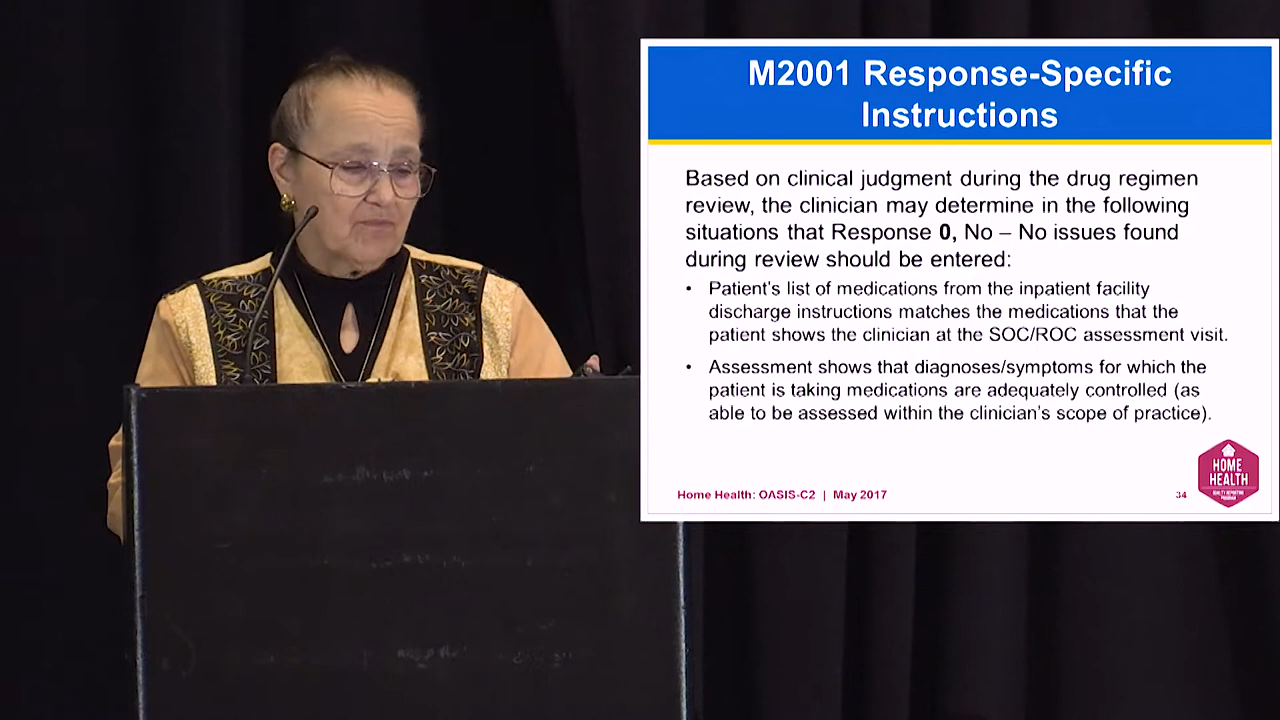 M2001 Response-Specific
Instructions
Based on clinical judgment during the drug regimen
review, the clinician may determine in the following
situations that Response 0, No – No issues found
during review should be entered:
• Patient's list of medications from the inpatient facility
discharge instructions matches the medications that the
patient shows the clinician at the SOC/ROC assessment visit.
• Assessment shows that diagnoses/symptoms for which the
patient is taking medications are adequately controlled (as
able to be assessed within the clinician's scope of practice).
HOME
HEALTH
QUALITY REPORTING
PROGRAM
Home Health: OASIS-C2 | May 2017
34